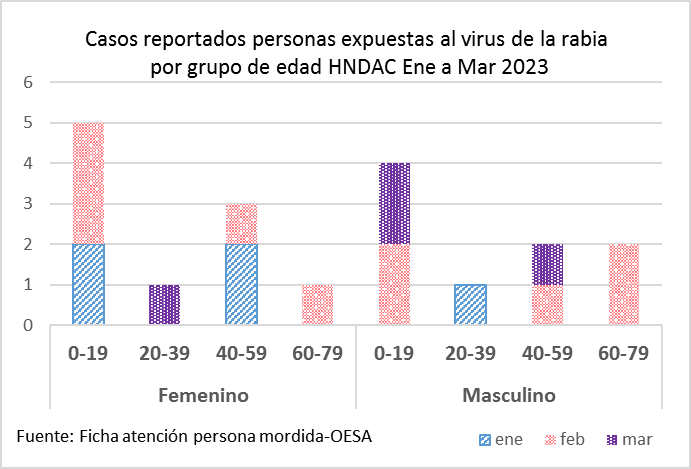 Casos reportados personas expuestas al virus de la rabia
por grupo de edad HNDAC Ene a Mar 2023
6
5
4
3
2
1
0
0-19 20-39 40-59 60-79 0-19 20-39 40-59 60-79
Femenino Masculino
Fuente: Ficha atención persona mordida-OESA
ene feb mar